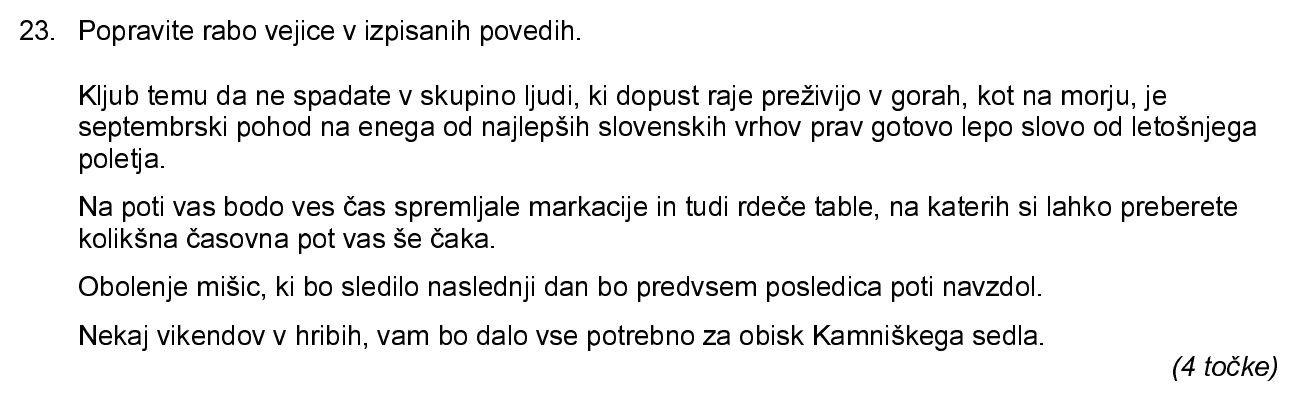 23. Popravite rabo vejice v izpisanih povedih.
Kljub temu da ne spadate v skupino ljudi, ki dopust raje preživijo v gorah, kot na morju, je
septembrski pohod na enega od najlepših slovenskih vrhov prav gotovo lepo slovo od letošnjega
poletja.
Na poti vas bodo ves čas spremljale markacije in tudi rdeče table, na katerih si lahko preberete
kolikšna časovna pot vas še čaka.
Obolenje mišic, ki bo sledilo naslednji dan bo predvsem posledica poti navzdol.
Nekaj vikendov v hribih, vam bo dalo vse potrebno za obisk Kamniškega sedla.
(4 točke)